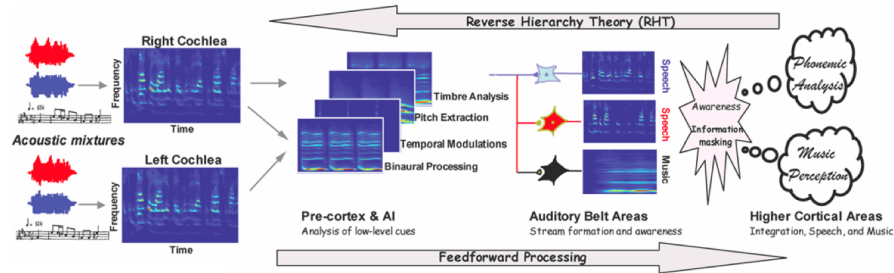 Reverse Hierarchy Theory (RHT)
Right Cochlea
Frequency
Time
Acoustic mixtures
Left Cochlea
Frequency
Time
Timbre Analysis
Pitch Extraction
Temporal Modulations
Binaural Processing
Pre-cortex & AI
Analysis of low-level cues
Speech
Speech
Music
Auditory Belt Areas
Stream formation and awareness
Awareness
Information
masking
Phonemic
Analysis
Music
Perception
Higher Cortical Areas
Integration, Speech, and Music
Feedforward Processing